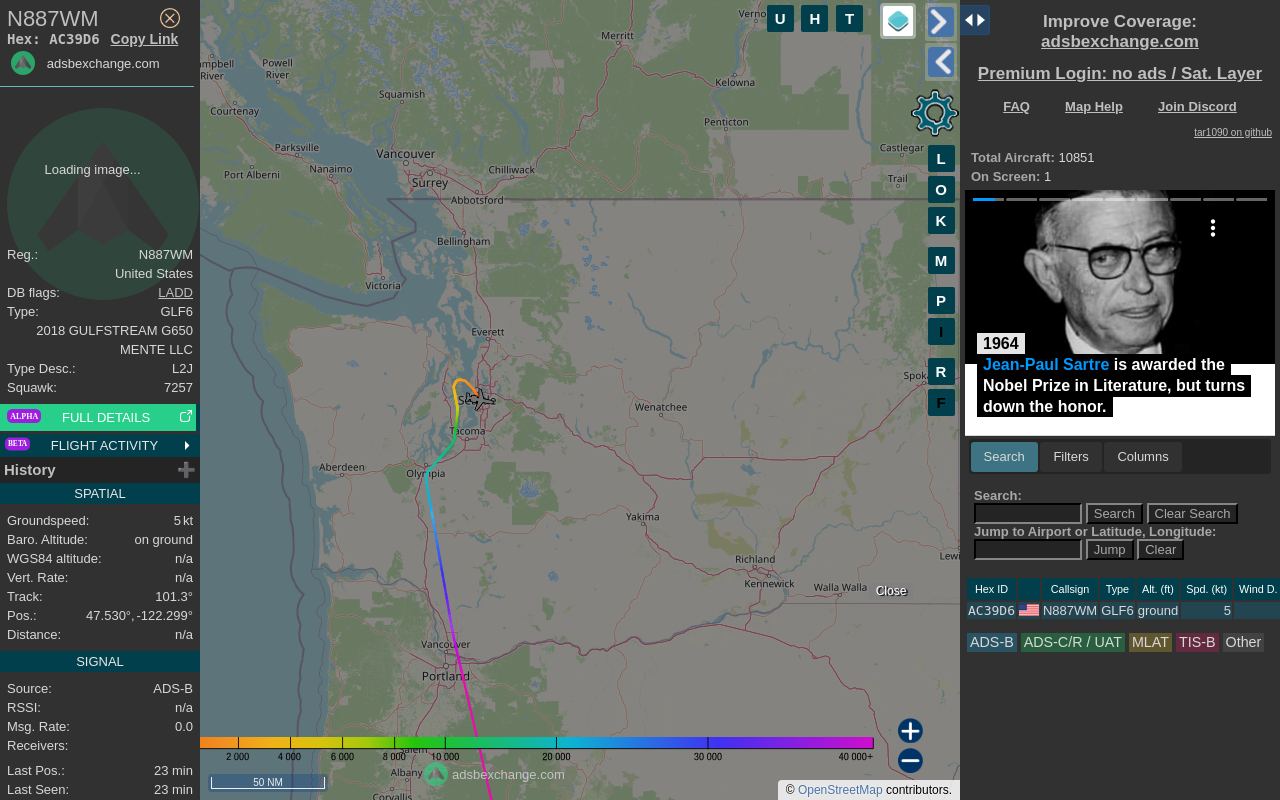 N887WM
Hex: AC39D6 Copy Link
adsbexchange.com
Loading image...
Reg.: N887WM
United States
DB flags: LADD
Type: GLF6
2018 GULFSTREAM G650
MENTE LLC
Type Desc.: L2J
Squawk: 7257
ALPHA FULL DETAILS
BETA FLIGHT ACTIVITY
History
SPATIAL
Groundspeed: 5 kt
Baro. Altitude: on ground
WGS84 altitude: n/a
Vert. Rate: n/a
Track: 101.3°
Pos.: 47.530°, -122.299°
Distance: n/a
SIGNAL
Source: ADS-B
RSSI: n/a
Msg. Rate: 0.0
Receivers:
Last Pos.: 23 min
Last Seen: 23 min
U H T
Merritt
Powell
River
River
Squamish
Kelowna
Courtenay
Penticton
Parksville
Vancouver
Castlegar
Nanaimo
Port Alberni
Surrey
Chilliwack
Trail
Abbotsford
Bellingham
Victoria
Everett
Tacoma
Wenatchee
Aberdeen
Olympia
Yakima
Richland
Kennewick
Walla Walla
Close
Vancouver
Portland
Albany
Corvallis
L
O
K
M
P
I
R
F
2 000 4 000 6 000 8 000 10 000 20 000 30 000 40 000+
adsbexchange.com
50 NM
© OpenStreetMap contributors.
Improve Coverage:
adsbexchange.com
Premium Login: no ads / Sat. Layer
FAQ Map Help Join Discord
tar1090 on github
Total Aircraft: 10851
On Screen: 1
1964
Jean-Paul Sartre is awarded the
Nobel Prize in Literature, but turns
down the honor.
Search Filters Columns
Search:
Search Clear Search
Jump to Airport or Latitude, Longitude:
Jump Clear
Hex ID Callsign Type Alt. (ft) Spd. (kt) Wind D.
AC39D6 N887WM GLF6 ground 5
ADS-B ADS-C/R / UAT MLAT TIS-B Other